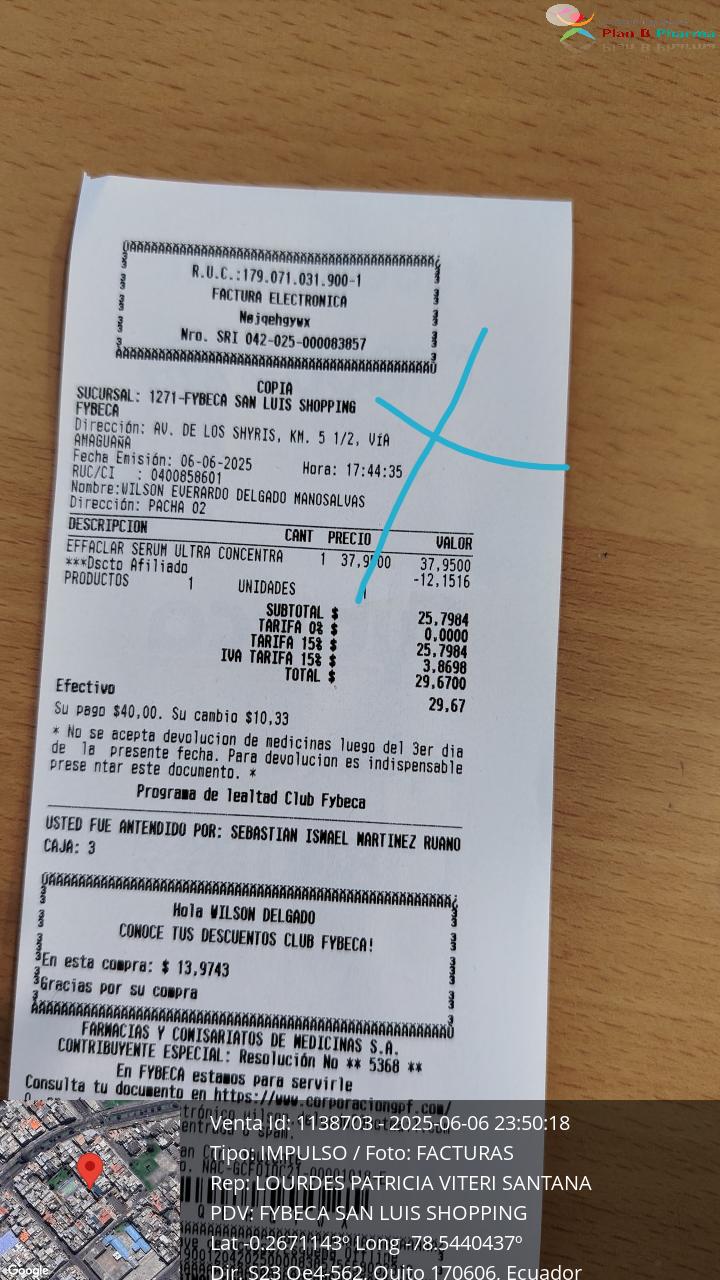 Plan B Pharma
R.U.C.:179.071.031.900-1
FACTURA ELECTRONICA
Nejqehgywx
Nro. SRI 042-025-000083857
COPIA
SUCURSAL: 1271-FYBECA SAN LUIS SHOPPING
FYBECA
Dirección: AV. DE LOS SHYRIS, KM. 5 1/2, VíA
AMAGUAÑA
Fecha Emisión: 06-06-2025 Hora: 17:44:35
RUC/CI : 0400858601
Nombre:WILSON EVERARDO DELGADO MANOSALVAS
Dirección: PACHA 02
DESCRIPCION CANT PRECIO VALOR
EFFACLAR SERUM ULTRA CONCENTRA 1 37,9500 37,9500
***Dscto Afiliado -12,1516
PRODUCTOS 1 UNIDADES 1
SUBTOTAL $ 25,7984
TARIFA 0% $ 0,0000
TARIFA 15% $ 25,7984
IVA TARIFA 15% $ 3,8698
TOTAL $ 29,6700
Efectivo 29,67
Su pago $40,00. Su cambio $10,33
* No se acepta devolucion de medicinas luego del 3er dia
de la presente fecha. Para devolucion es indispensable
prese ntar este documento. *
Programa de lealtad Club Fybeca
USTED FUE ANTENDIDO POR: SEBASTIAN ISMAEL MARTINEZ RUANO
CAJA: 3
Hola WILSON DELGADO
CONOCE TUS DESCUENTOS CLUB FYBECA!
En esta compra: $ 13,9743
Gracias por su compra
FARMACIAS Y COMISARIATOS DE MEDICINAS S.A.
CONTRIBUYENTE ESPECIAL: Resolución No ** 5368 **
En FYBECA estamos para servirle
Consulta tu documento en https://www.corporaciongpf.com/
Venta Id: 1138703 - 2025-06-06 23:50:18
Tipo: IMPULSO / Foto: FACTURAS
Rep: LOURDES PATRICIA VITERI SANTANA
PDV: FYBECA SAN LUIS SHOPPING
Lat -0.2671143º Long -78.5440437º
Dir. S23 Oe4-562, Quito 170606, Ecuador
Google